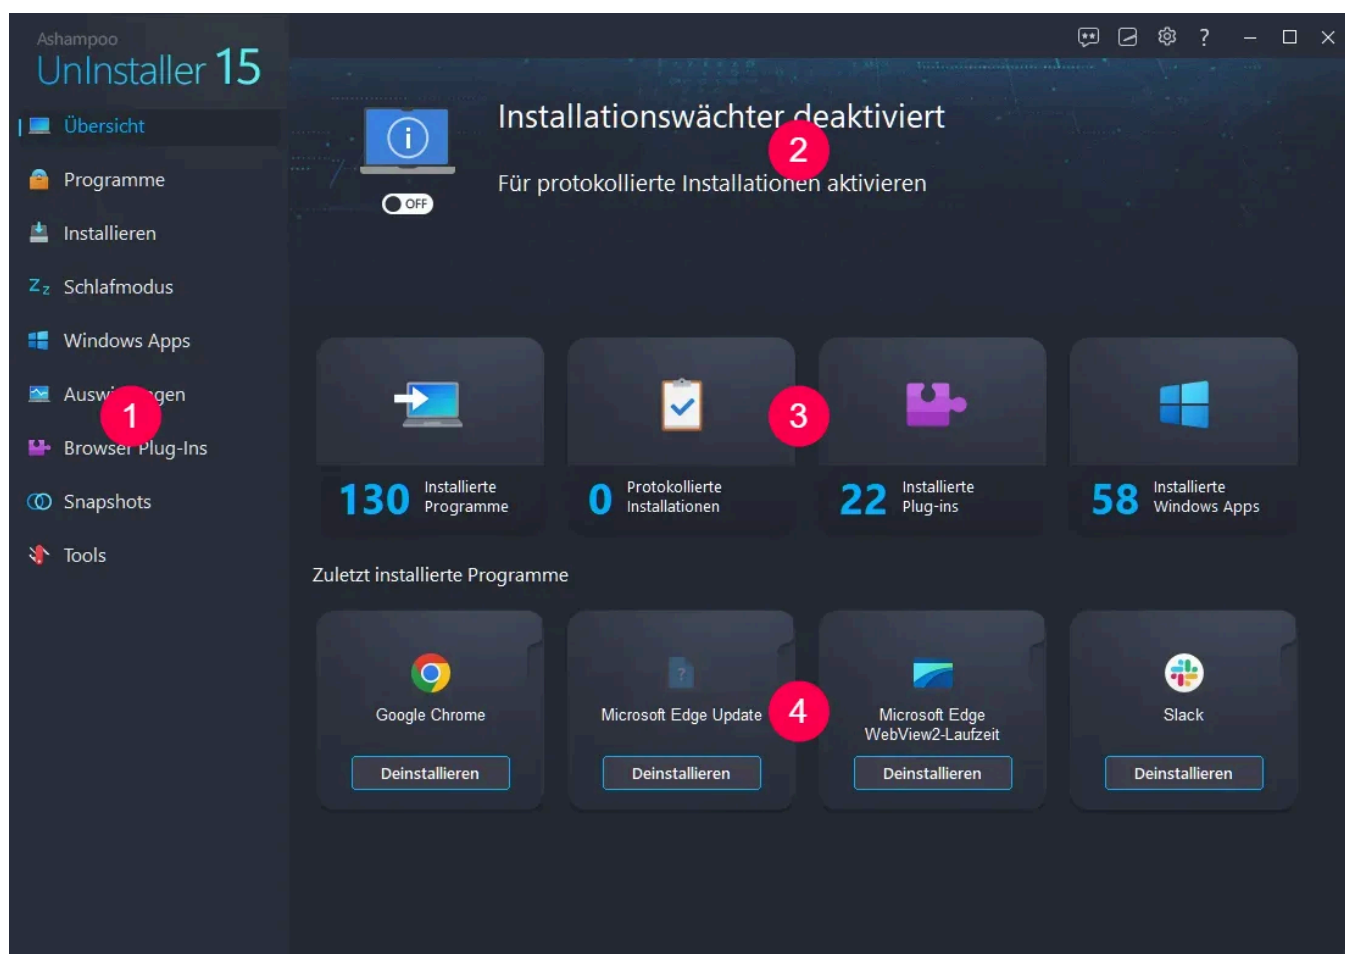 Ashampoo
UnInstaller 15
Übersicht
Programme
Installieren
Zz Schlafmodus
Windows Apps
1
Browser Plug-Ins
Snapshots
Tools
?
Installationswächter deaktiviert
2
Für protokollierte Installationen aktivieren
OFF
3
130 Installierte Programme
0 Protokollierte Installationen
22 Installierte Plug-ins
58 Installierte Windows Apps
Zuletzt installierte Programme
Google Chrome
Deinstallieren
?
Microsoft Edge Update
Deinstallieren
4
Microsoft Edge
WebView2-Laufzeit
Deinstallieren
Slack
Deinstallieren